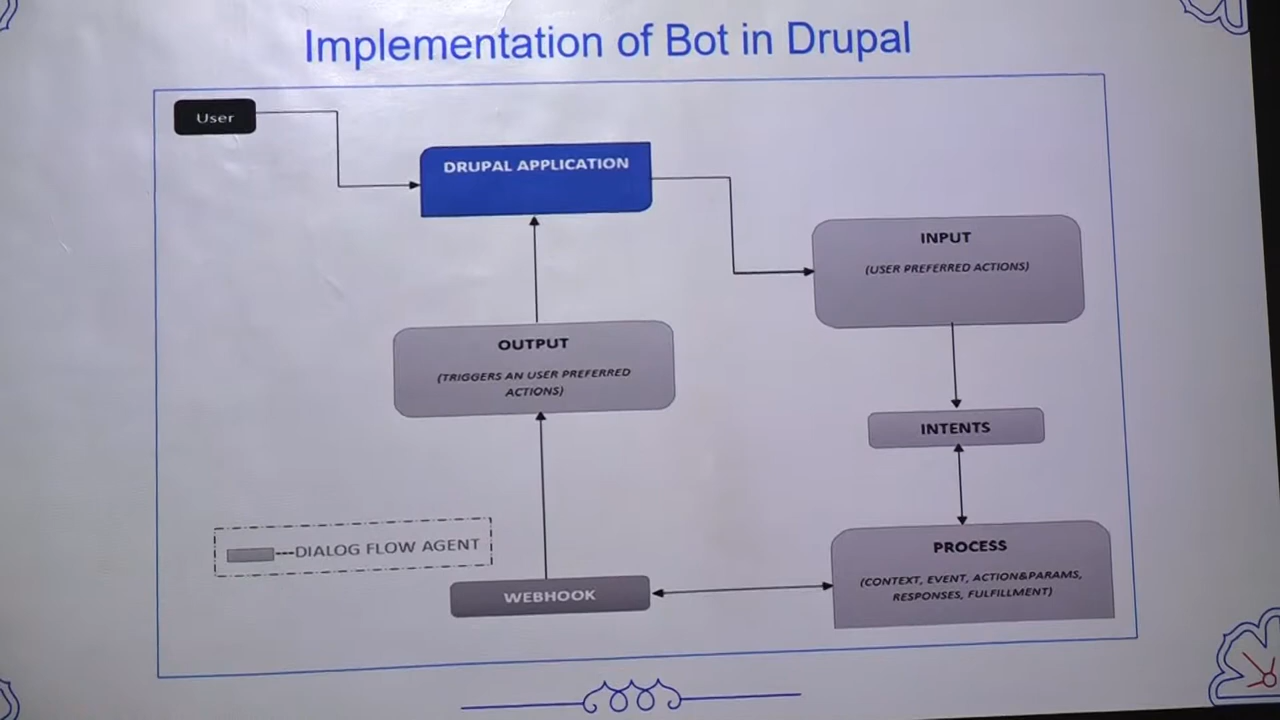 Implementation of Bot in Drupal
User
DRUPAL APPLICATION
INPUT
(USER PREFERRED ACTIONS)
OUTPUT
(TRIGGERS AN USER PREFERRED
ACTIONS)
INTENTS
PROCESS
(CONTEXT, EVENT, ACTION&PARAMS,
RESPONSES, FULFILLMENT)
---DIALOG FLOW AGENT
WEBHOOK